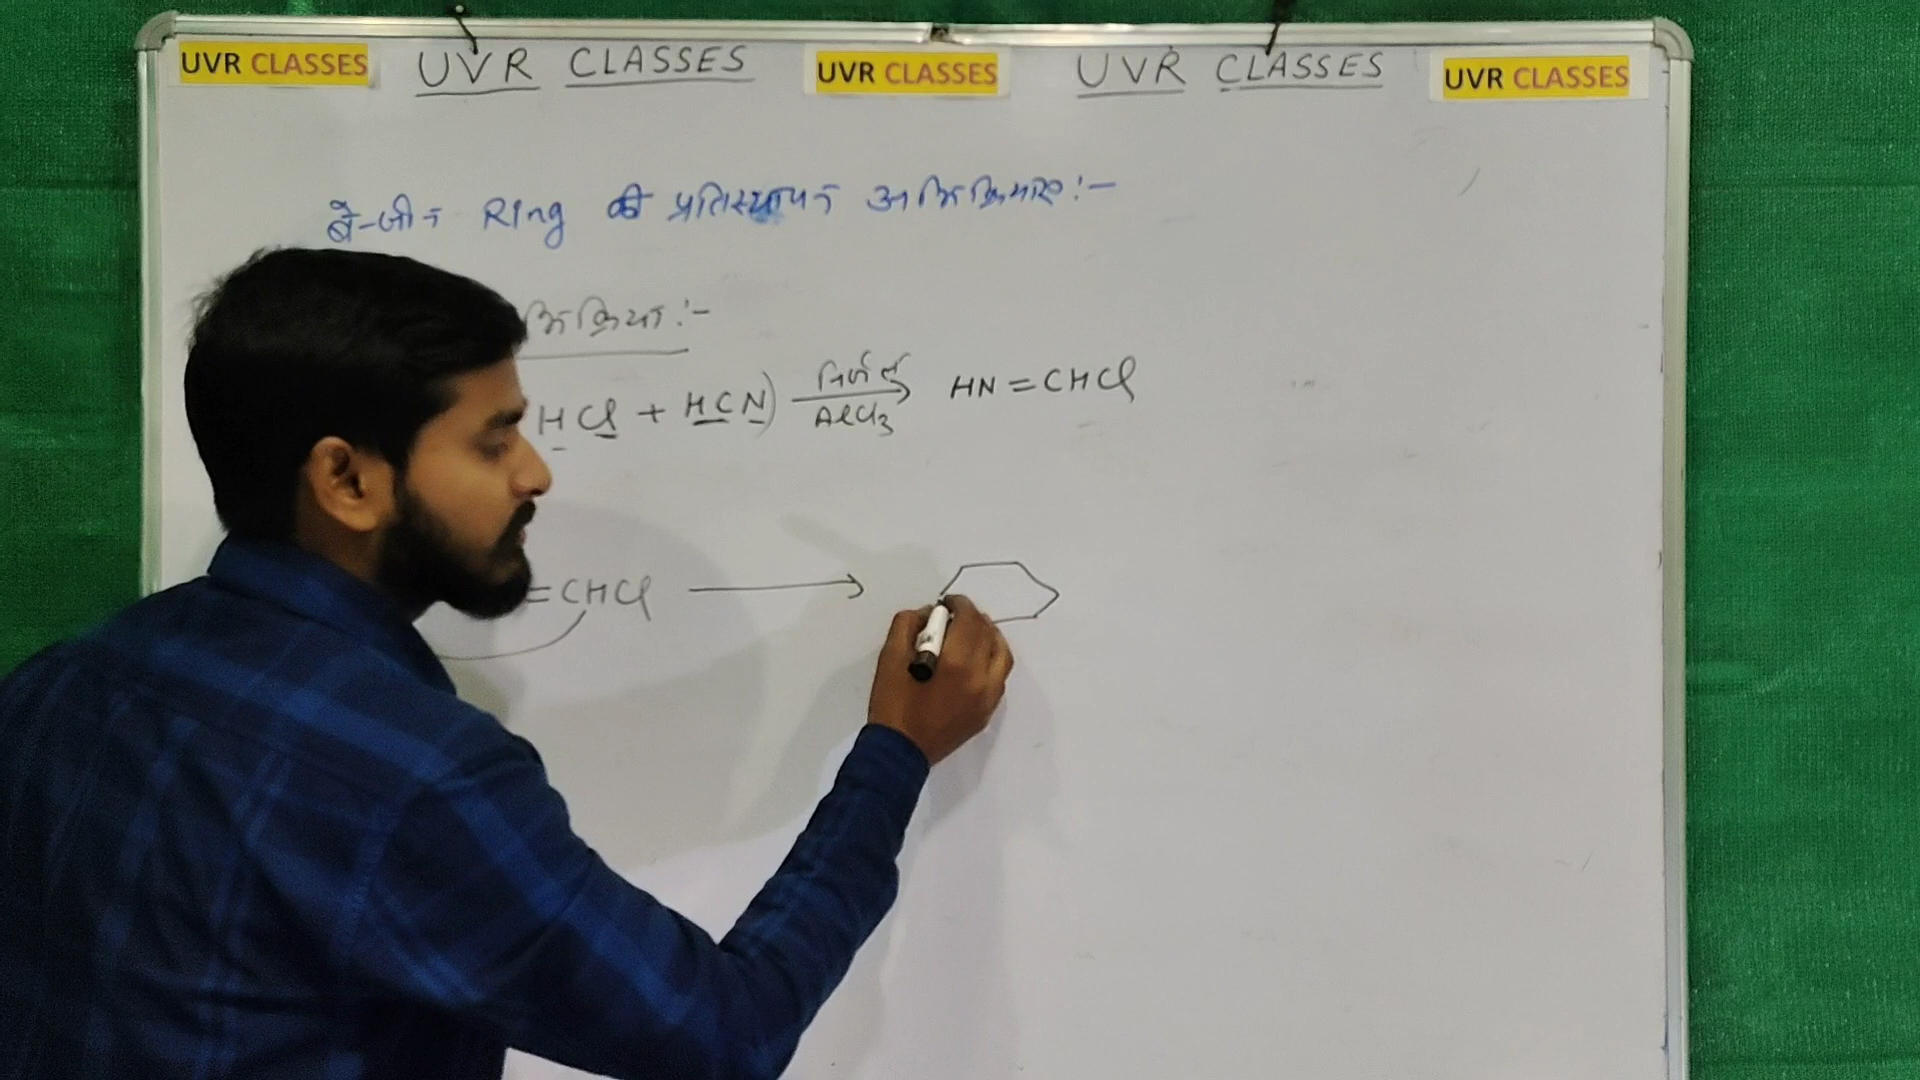 UVR CLASSES UVR CLASSES UVR CLASSES UVR CLASSES UVR CLASSES
बेन्जीन Ring की प्रतिस्थापन अभिक्रियाएं :-
भिक्रिया :-
HCl + HCN) निर्जल AlCl3 HN = CHCl
=CHCl